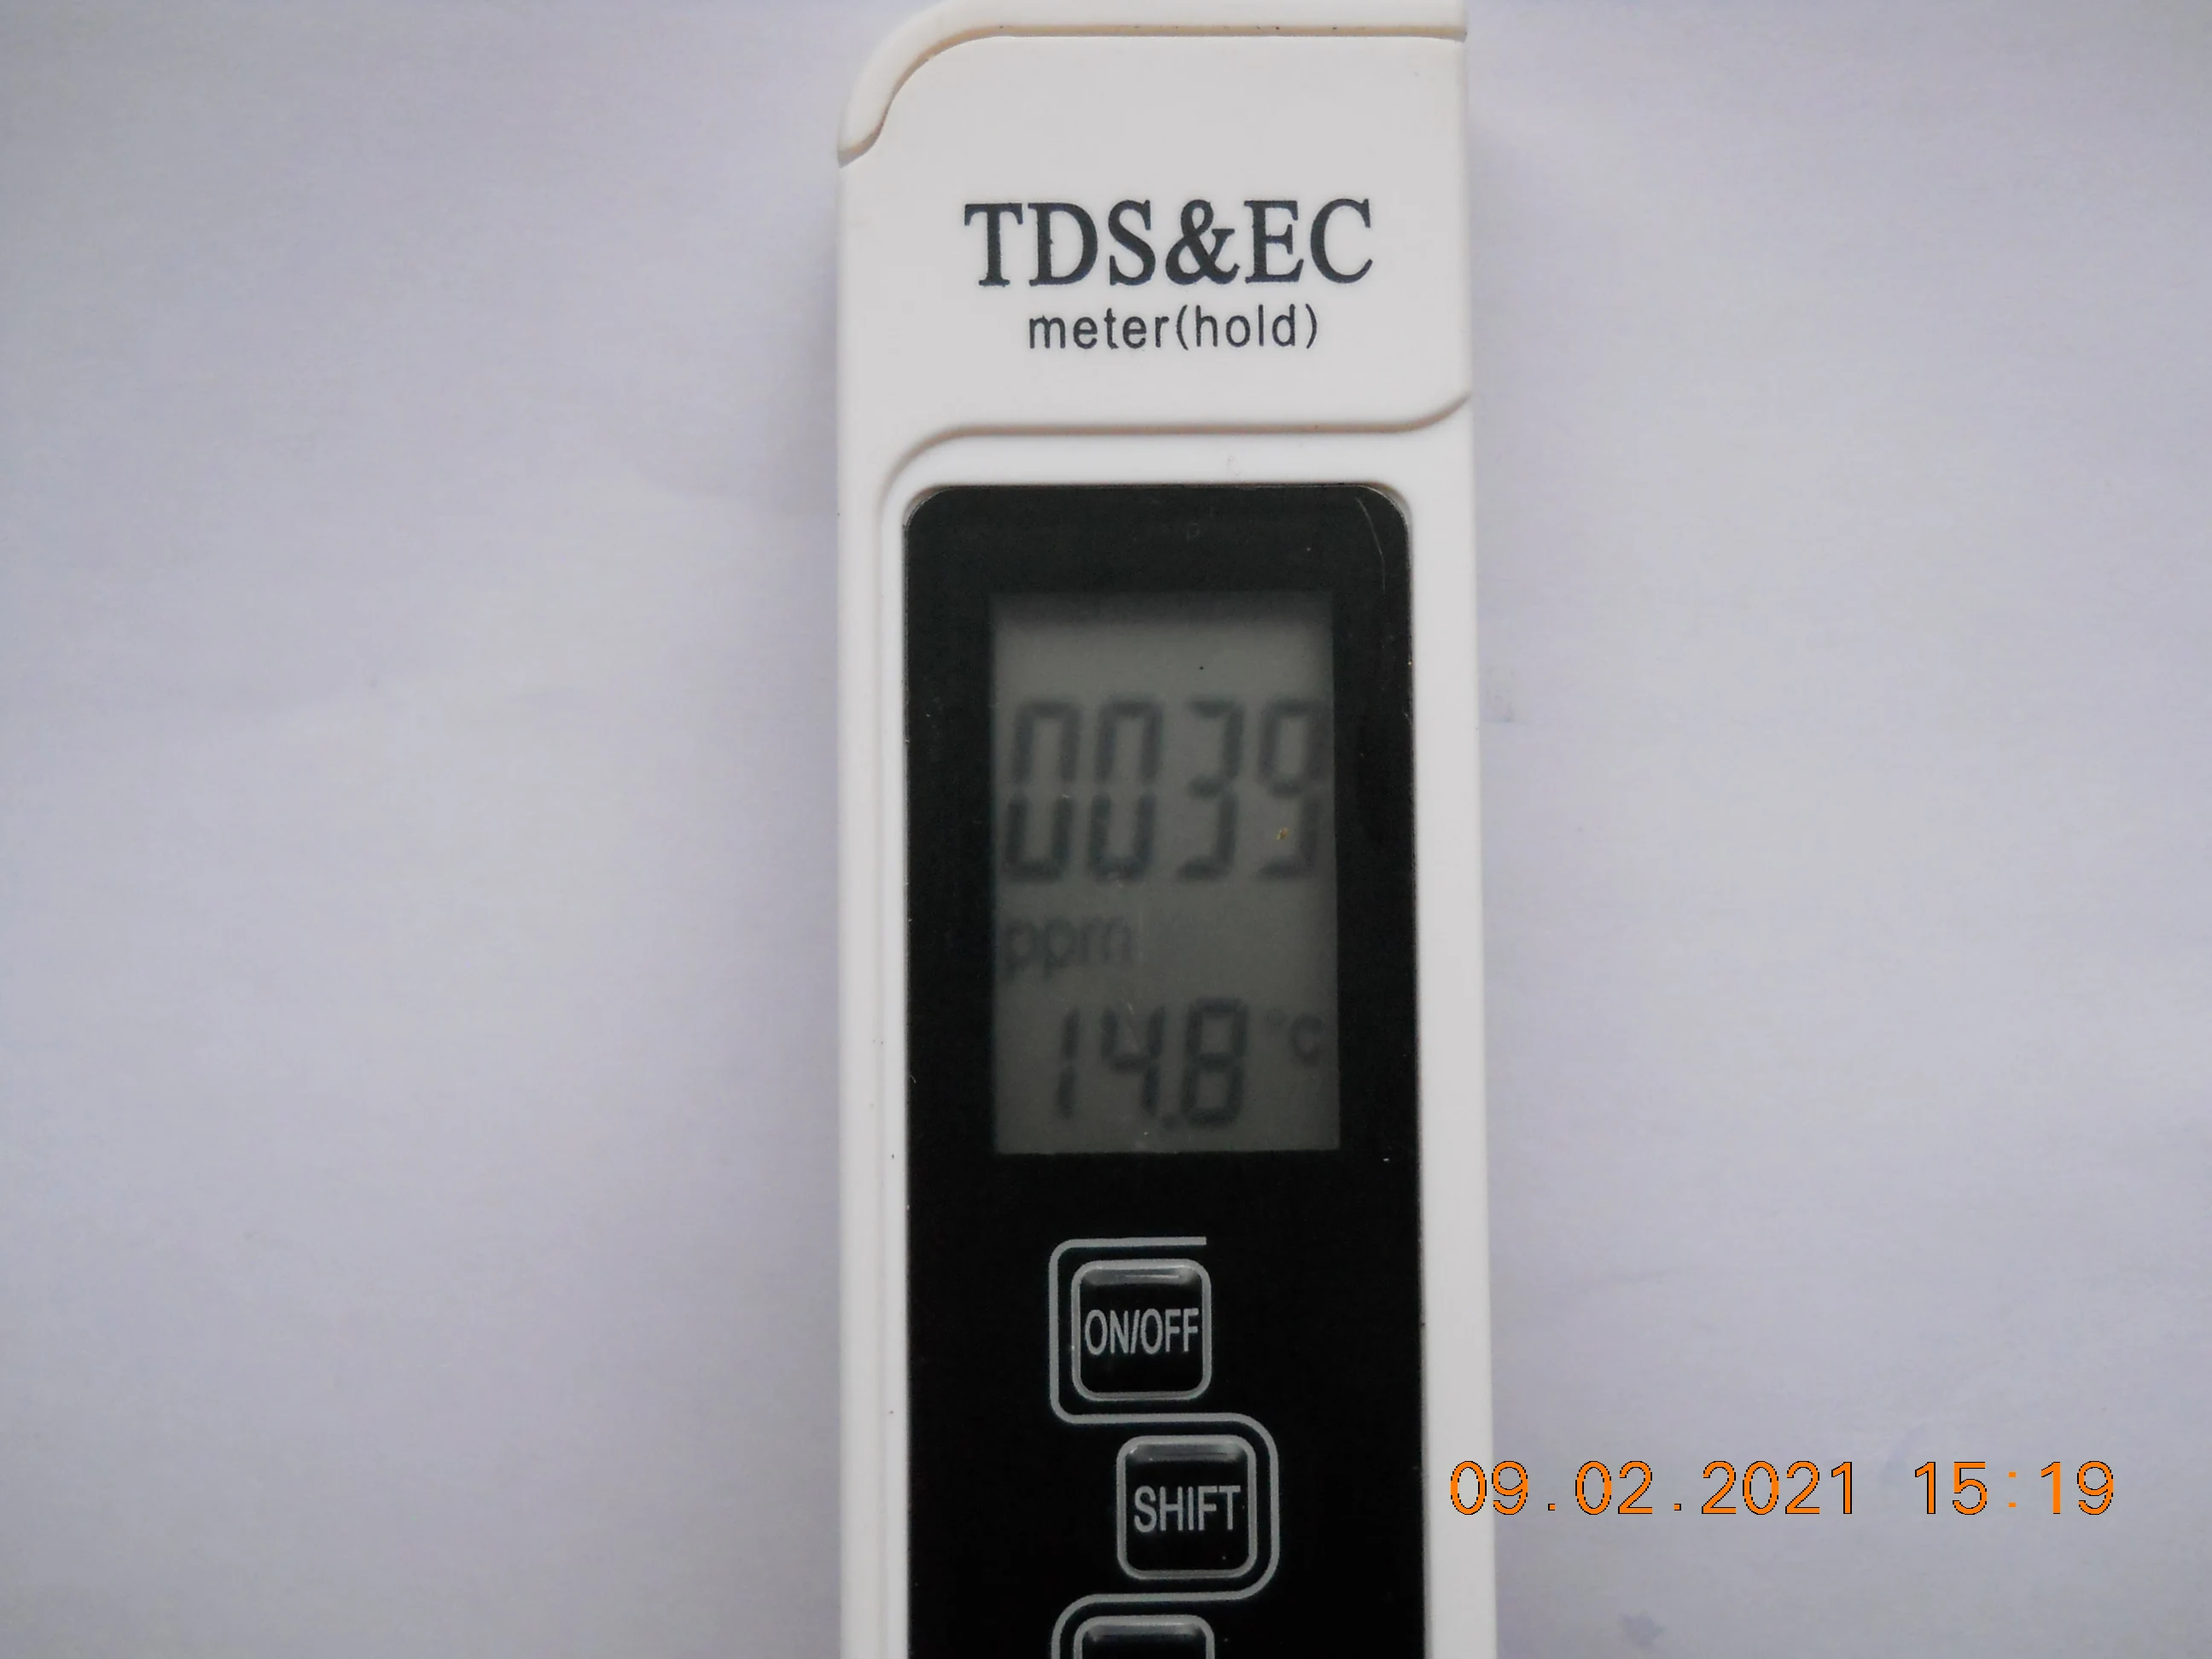 TDS&EC
meter(hold)
0039
ppm
14.8 °C
ON/OFF
SHIFT
09.02.2021 15:19